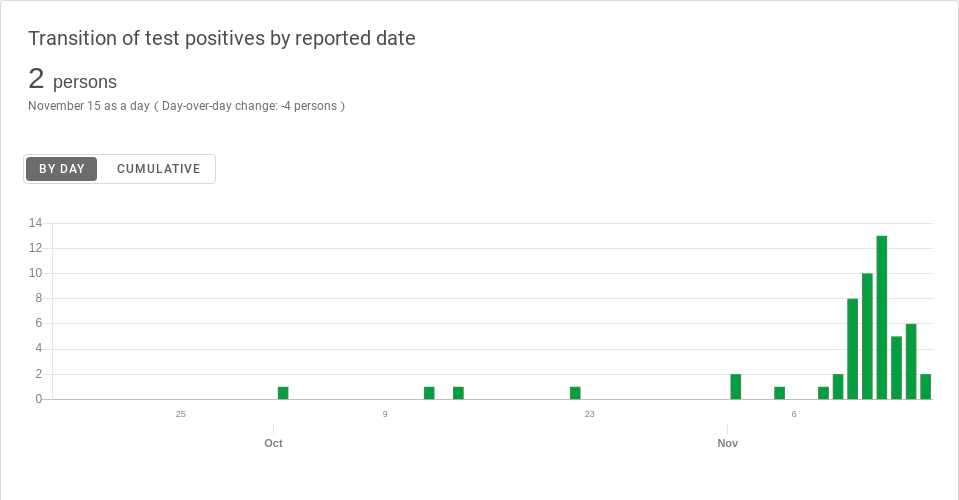 Transition of test positives by reported date
2 persons
November 15 as a day ( Day-over-day change: -4 persons )
BY DAY CUMULATIVE
14
12
10
8
6
4
2
0
25 9 23 6
Oct Nov